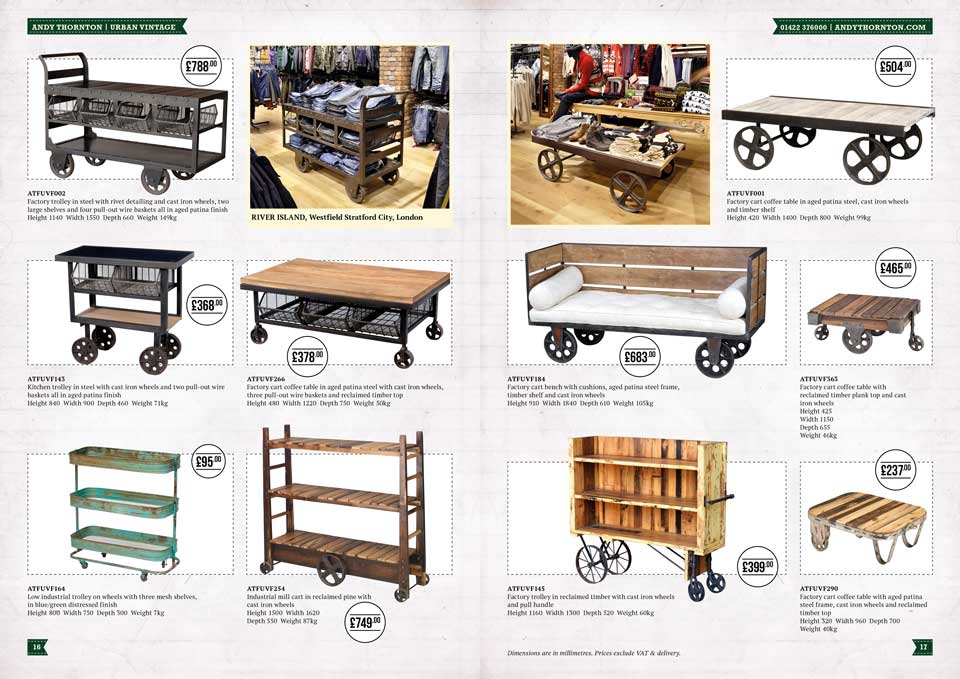 ANDY THORNTON | URBAN VINTAGE
01422 376000 | ANDYTHORNTON.COM
£788.00
ATFUVF002
Factory trolley in steel with rivet detailing and cast iron wheels, two
large shelves and four pull-out wire baskets all in aged patina finish
Height 1140 Width 1550 Depth 660 Weight 149kg
RIVER ISLAND, Westfield Stratford City, London
£504.00
ATFUVF001
Factory cart coffee table in aged patina steel, cast iron wheels
and timber shelf
Height 420 Width 1400 Depth 800 Weight 99kg
£368.00
ATFUVF143
Kitchen trolley in steel with cast iron wheels and two pull-out wire
baskets all in aged patina finish
Height 840 Width 900 Depth 460 Weight 71kg
£378.00
ATFUVF266
Factory cart coffee table in aged patina steel with cast iron wheels,
three pull-out wire baskets and reclaimed timber top
Height 480 Width 1220 Depth 750 Weight 50kg
£683.00
ATFUVF184
Factory cart bench with cushions, aged patina steel frame,
timber shelf and cast iron wheels
Height 910 Width 1840 Depth 610 Weight 105kg
£465.00
ATFUVF363
Factory cart coffee table with
reclaimed timber plank top and cast
iron wheels
Height 425
Width 1150
Depth 655
Weight 46kg
£95.00
ATFUVF164
Low industrial trolley on wheels with three mesh shelves,
in blue/green distressed finish
Height 800 Width 750 Depth 300 Weight 7kg
ATFUVF254
Industrial mill cart in reclaimed pine with
cast iron wheels
Height 1500 Width 1620
Depth 550 Weight 87kg
£749.00
£399.00
ATFUVF145
Factory trolley in reclaimed timber with cast iron wheels
and pull handle
Height 1160 Width 1300 Depth 520 Weight 60kg
£237.00
ATFUVF290
Factory cart coffee table with aged patina
steel frame, cast iron wheels and reclaimed
timber top
Height 320 Width 960 Depth 700
Weight 40kg
16
Dimensions are in millimetres. Prices exclude VAT & delivery.
17